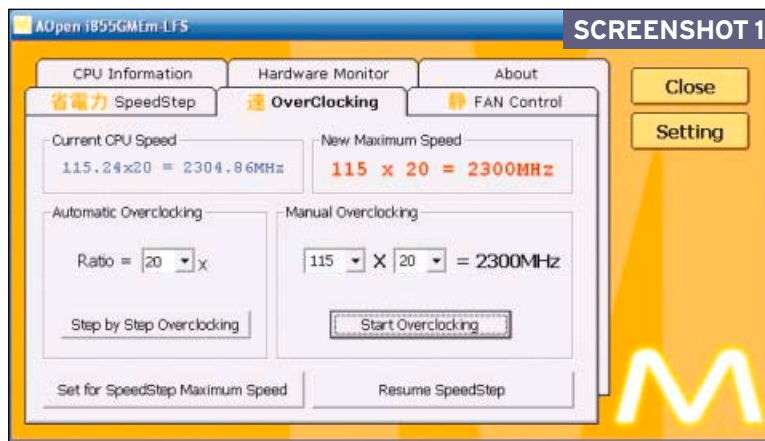 AOpen i855GMEm-LFS
SCREENSHOT 1
CPU Information Hardware Monitor About
省電力 SpeedStep 速 OverClocking 静 FAN Control
Close
Setting
Current CPU Speed
115.24x20 = 2304.86MHz
New Maximum Speed
115 x 20 = 2300MHz
Automatic Overclocking
Ratio = 20 x
Step by Step Overclocking
Manual Overclocking
115 X 20 = 2300MHz
Start Overclocking
Set for SpeedStep Maximum Speed
Resume SpeedStep
M